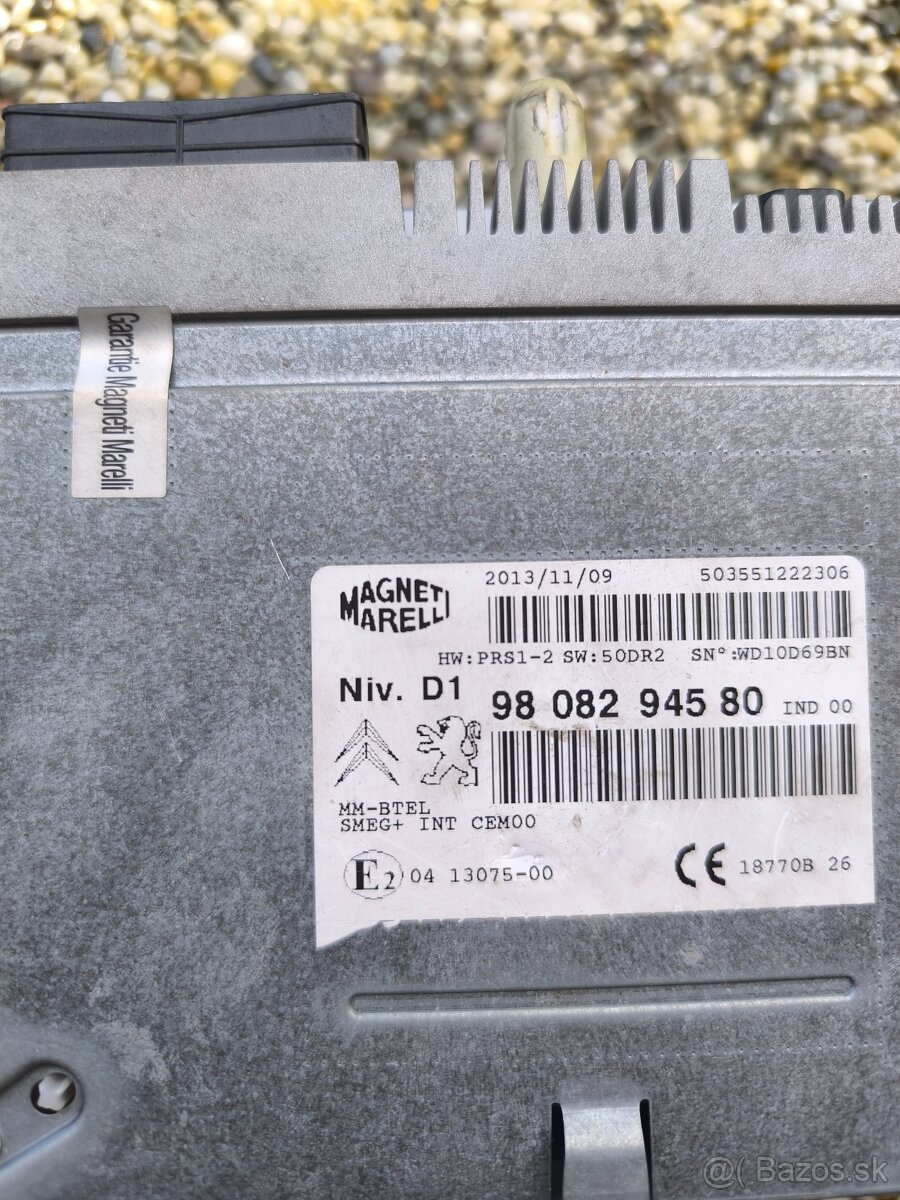 Garantie Magneti Marelli
MAGNETI
MARELLI
2013/11/09 503551222306
HW:PRS1-2 SW:50DR2 SN°:WD10D69BN
Niv. D1
98 082 945 80 IND 00
MM-BTEL
SMEG+ INT CEM00
E2 04 13075-00
CE 18770B 26
@( Bazos.sk